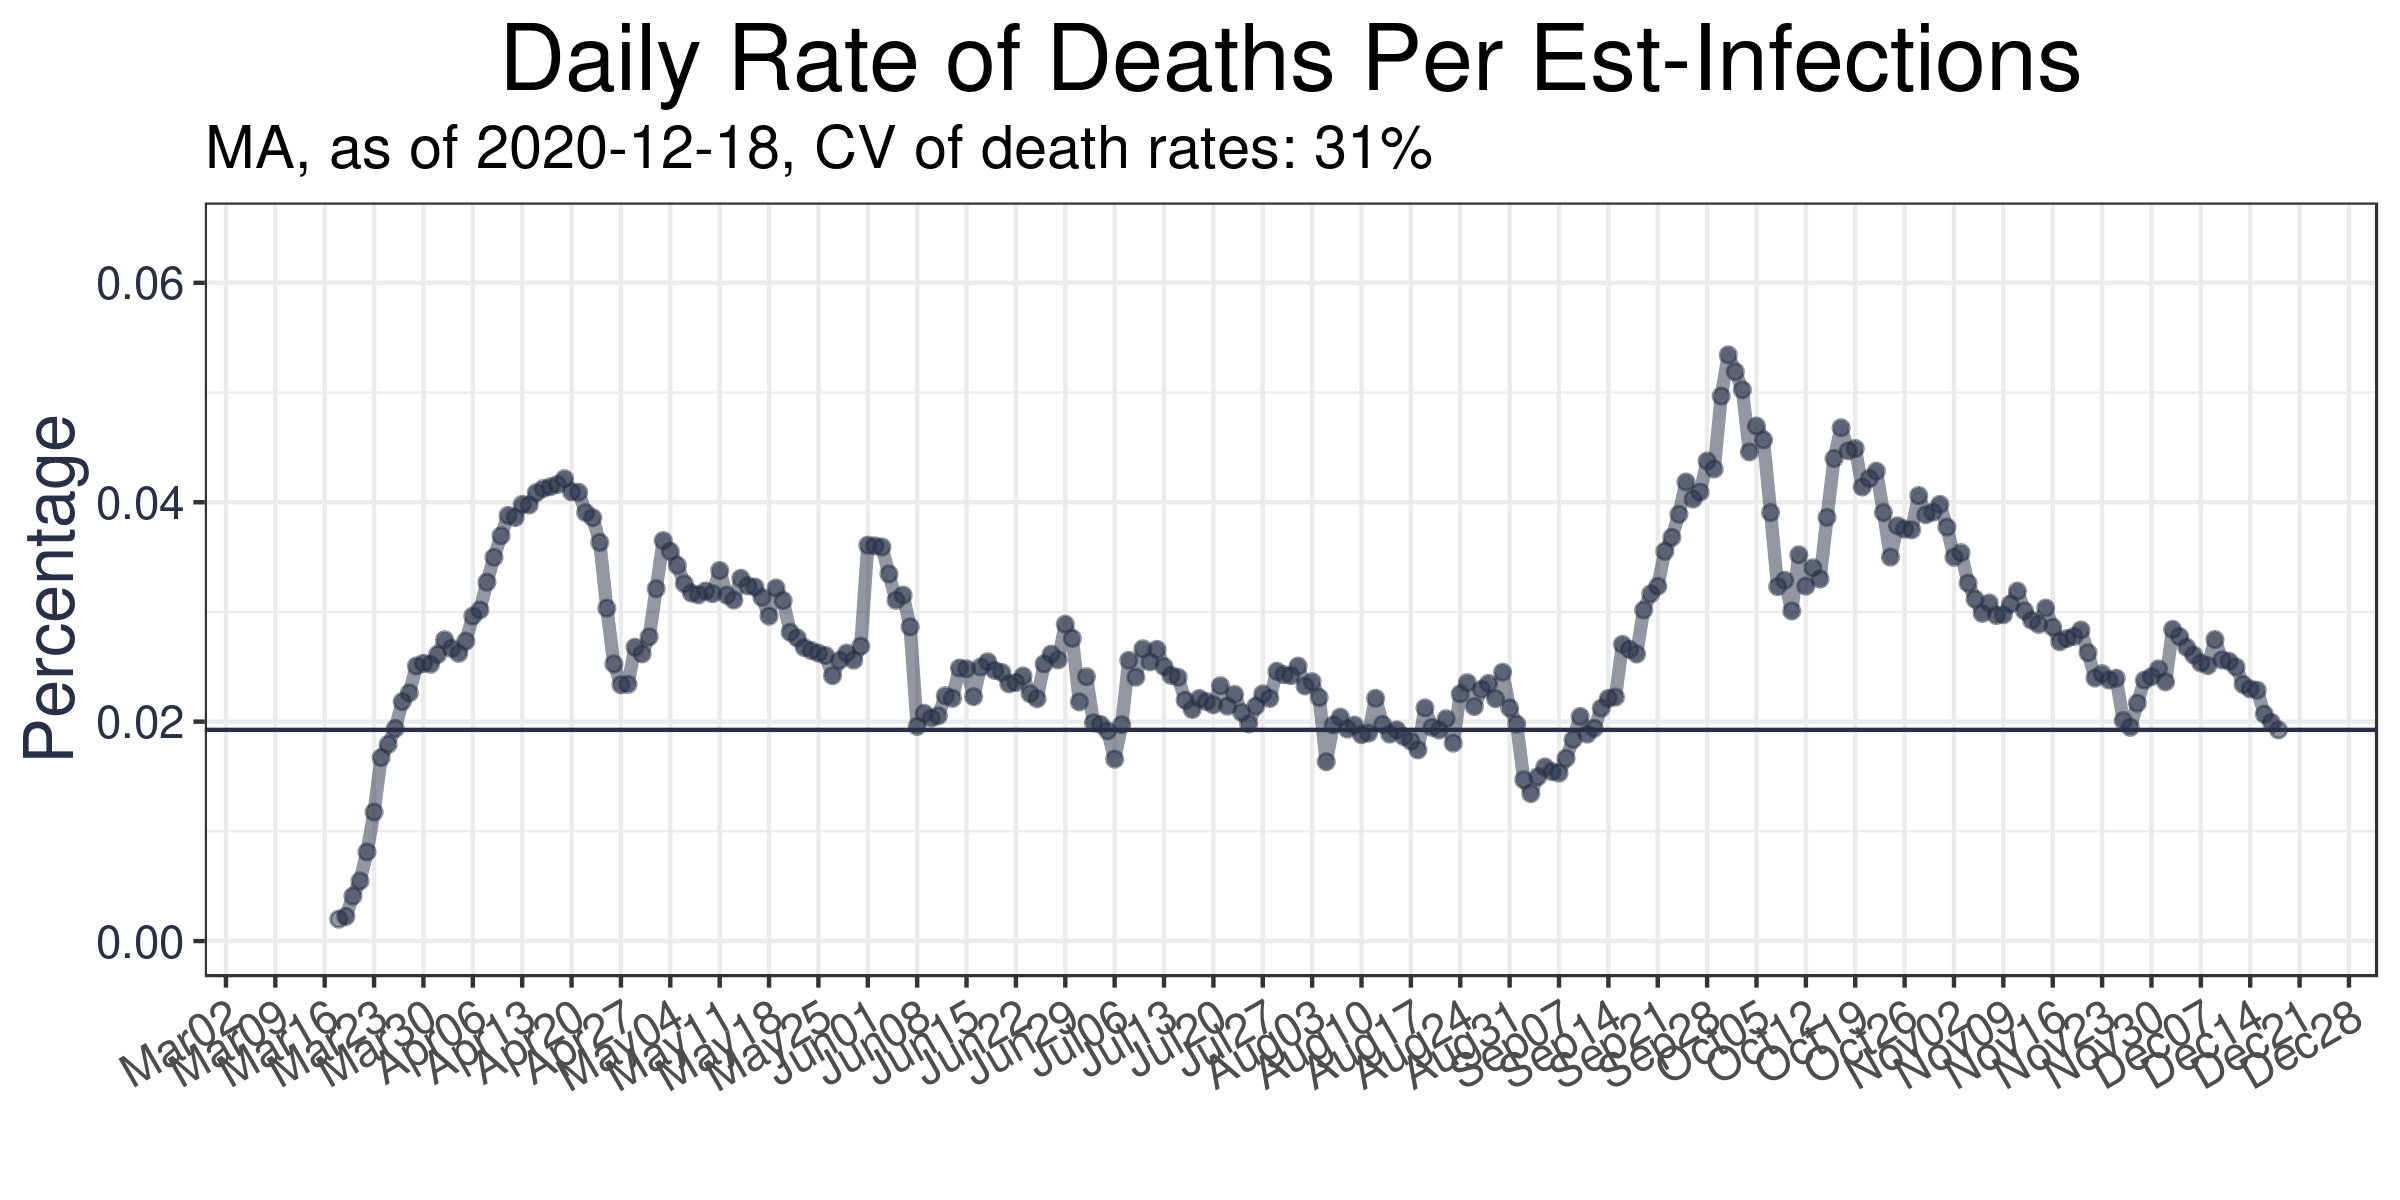 Daily Rate of Deaths Per Est-Infections
MA, as of 2020-12-18, CV of death rates: 31%
Percentage
0.06
0.04
0.02
0.00
Mar02 Mar09 Mar16 Mar23 Mar30 Apr06 Apr13 Apr20 Apr27 May04 May11 May18 May25 Jun01 Jun08 Jun15 Jun22 Jun29 Jul06 Jul13 Jul20 Jul27 Aug03 Aug10 Aug17 Aug24 Aug31 Sep07 Sep14 Sep21 Sep28 Oct05 Oct12 Oct19 Oct26 Nov02 Nov09 Nov16 Nov23 Nov30 Dec07 Dec14 Dec21 Dec28